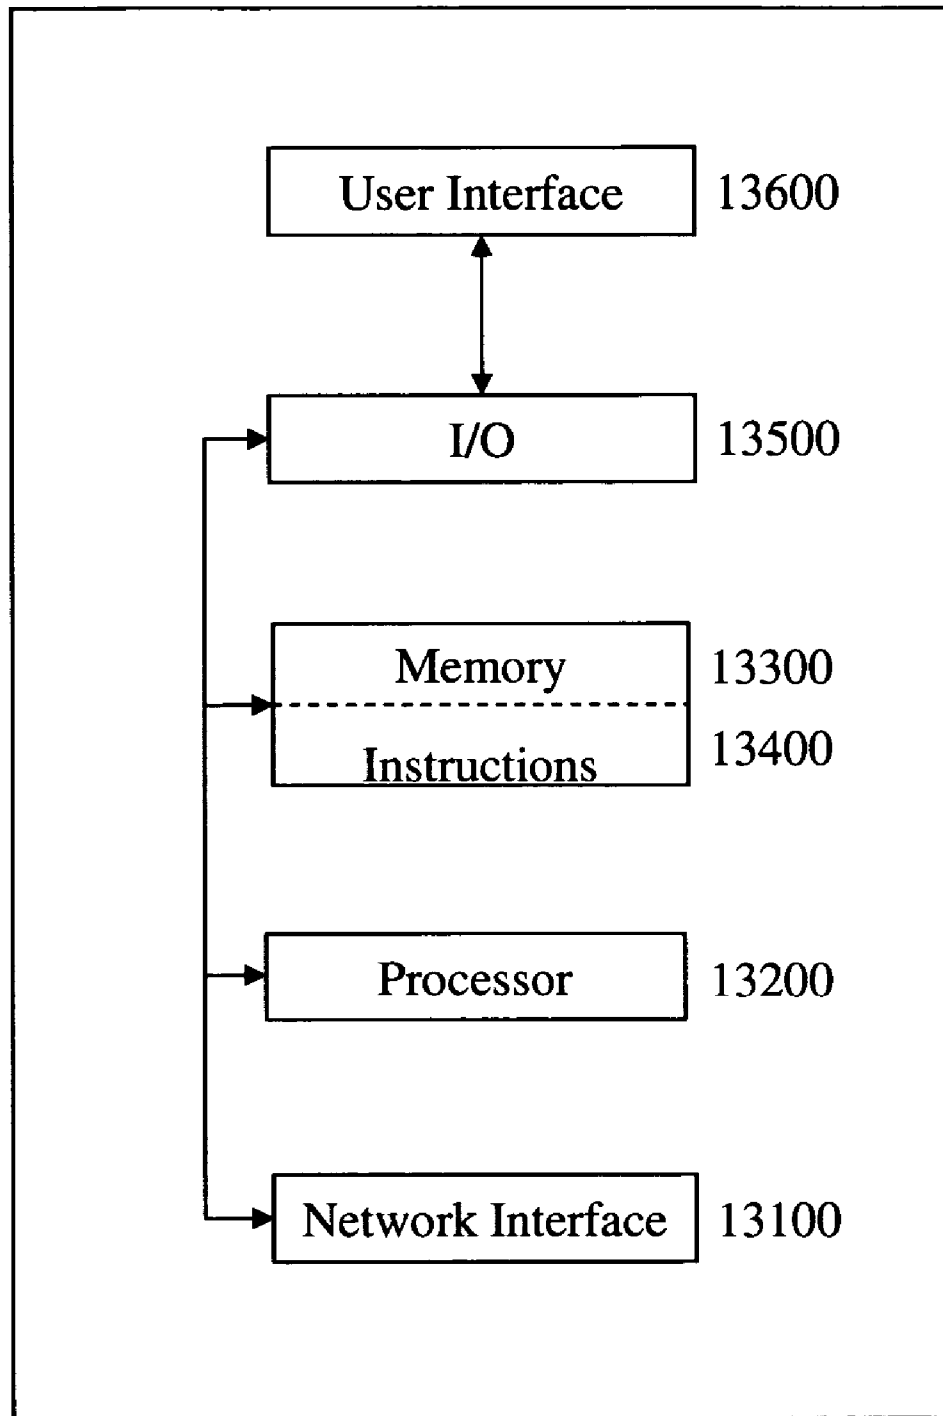 User Interface 13600
I/O 13500
Memory 13300
Instructions 13400
Processor 13200
Network Interface 13100